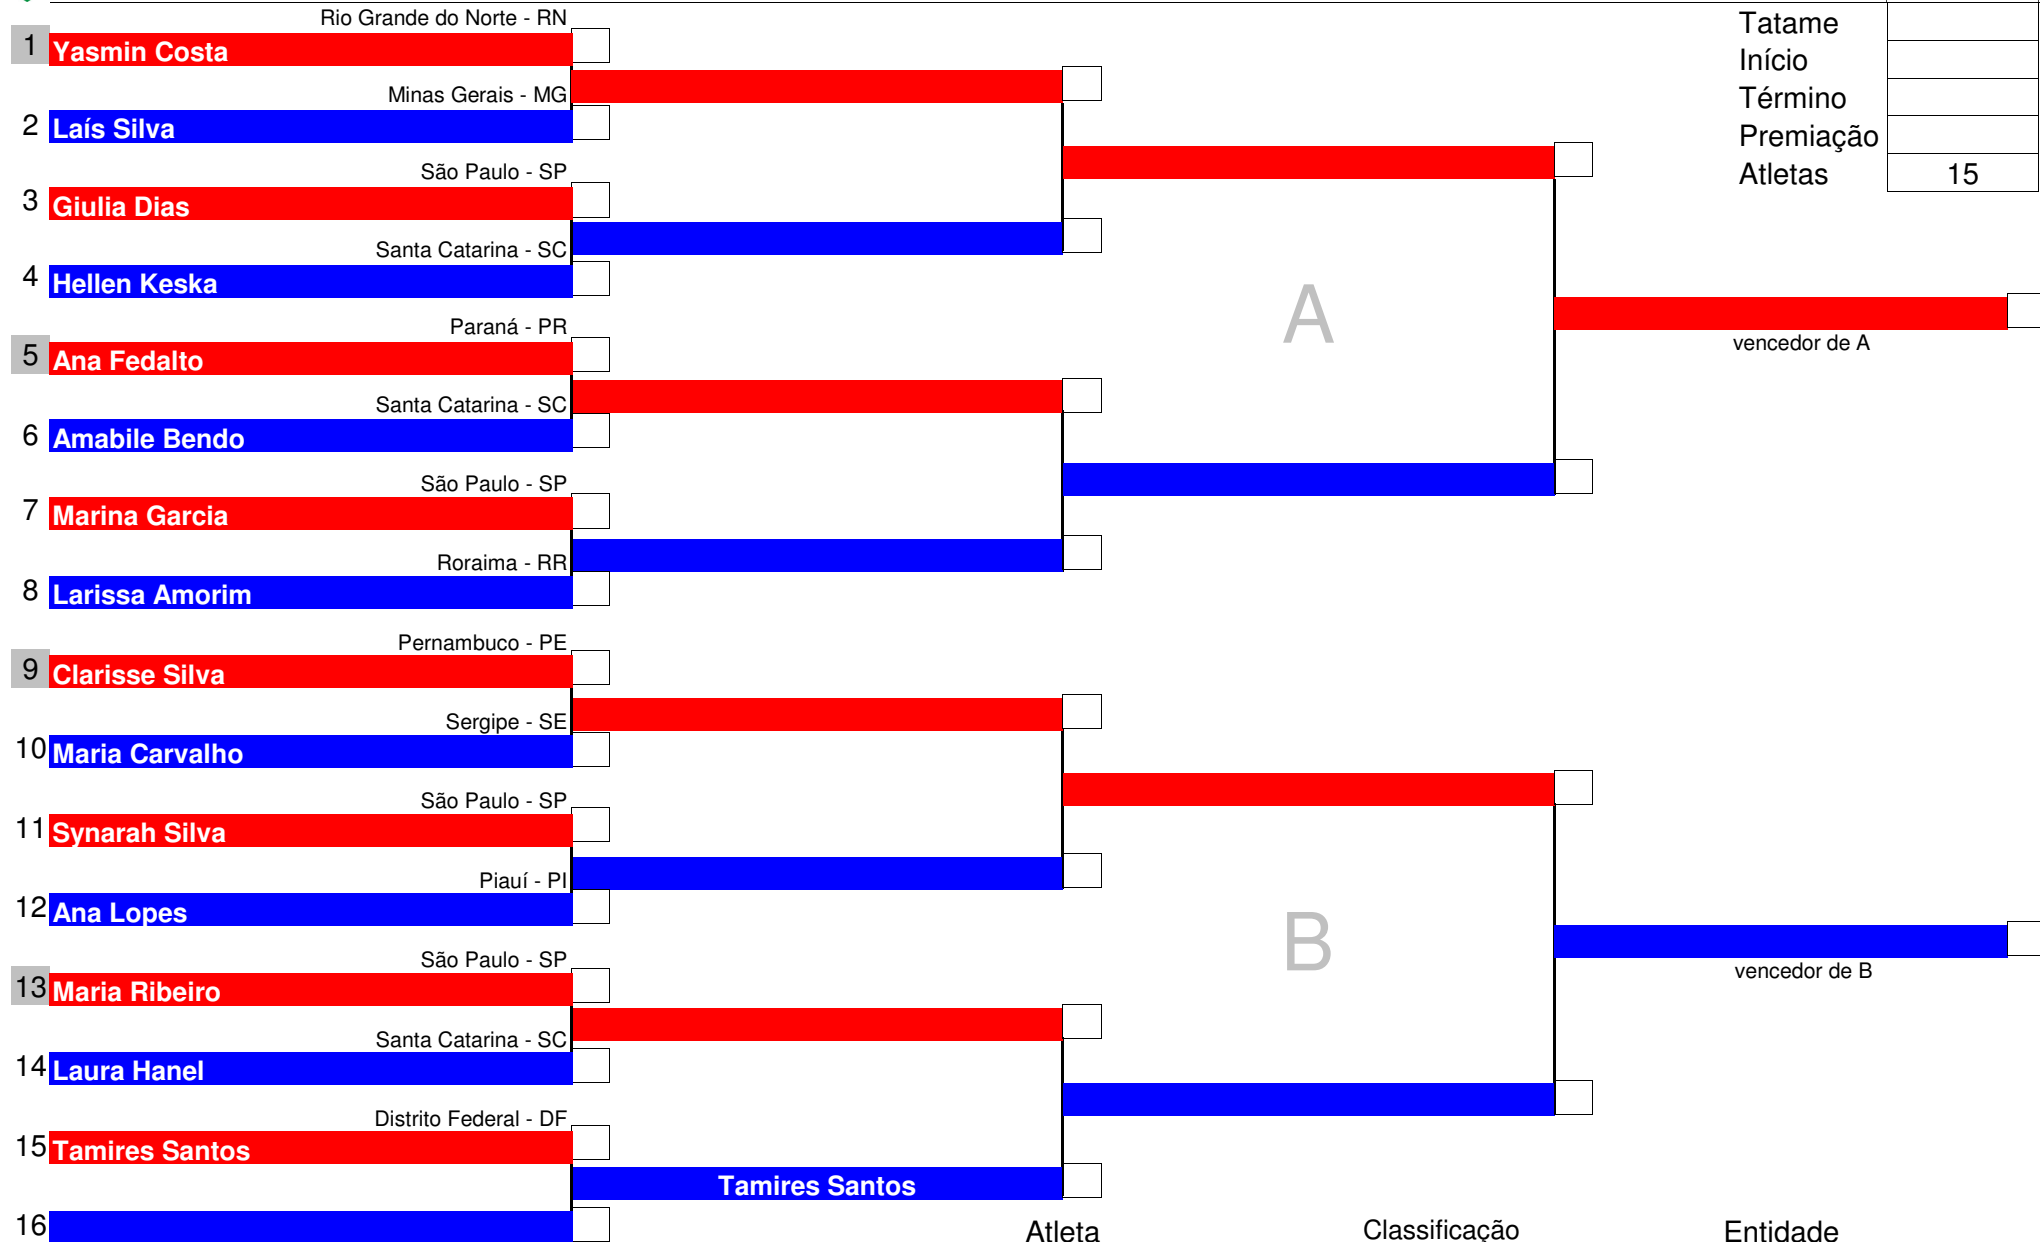 Rio Grande do Norte - RN
1 Yasmin Costa
Minas Gerais - MG
2 Laís Silva
São Paulo - SP
3 Giulia Dias
Santa Catarina - SC
4 Hellen Keska
Paraná - PR
5 Ana Fedalto
Santa Catarina - SC
6 Amabile Bendo
São Paulo - SP
7 Marina Garcia
Roraima - RR
8 Larissa Amorim
Pernambuco - PE
9 Clarisse Silva
Sergipe - SE
10 Maria Carvalho
São Paulo - SP
11 Synarah Silva
Piauí - PI
12 Ana Lopes
São Paulo - SP
13 Maria Ribeiro
Santa Catarina - SC
14 Laura Hanel
Distrito Federal - DF
15 Tamires Santos
16
Tamires Santos
A
B
vencedor de A
vencedor de B
Tatame
Início
Término
Premiação
Atletas 15
Atleta Classificação Entidade